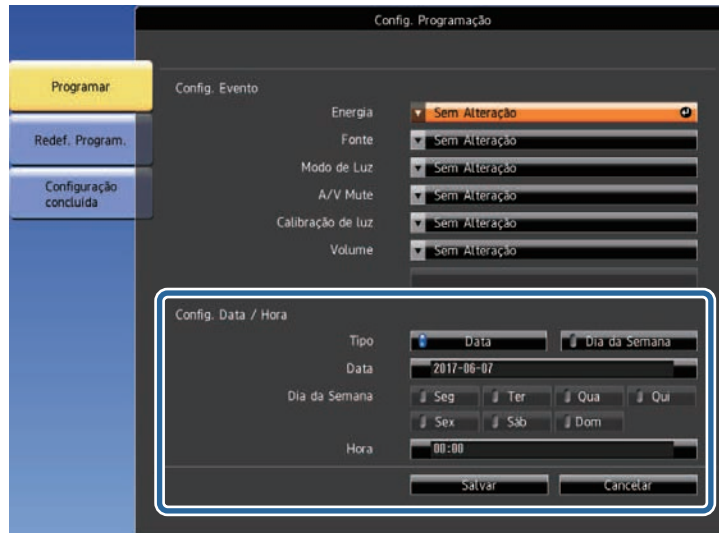 Config. Programação
Programar
Redef. Program.
Configuração
concluída
Config. Evento
Energia Sem Alteração
Fonte Sem Alteração
Modo de Luz Sem Alteração
A/V Mute Sem Alteração
Calibração de luz Sem Alteração
Volume Sem Alteração
Config. Data / Hora
Tipo Data Dia da Semana
Data 2017-06-07
Dia da Semana Seg Ter Qua Qui
Sex Sáb Dom
Hora 00:00
Salvar Cancelar